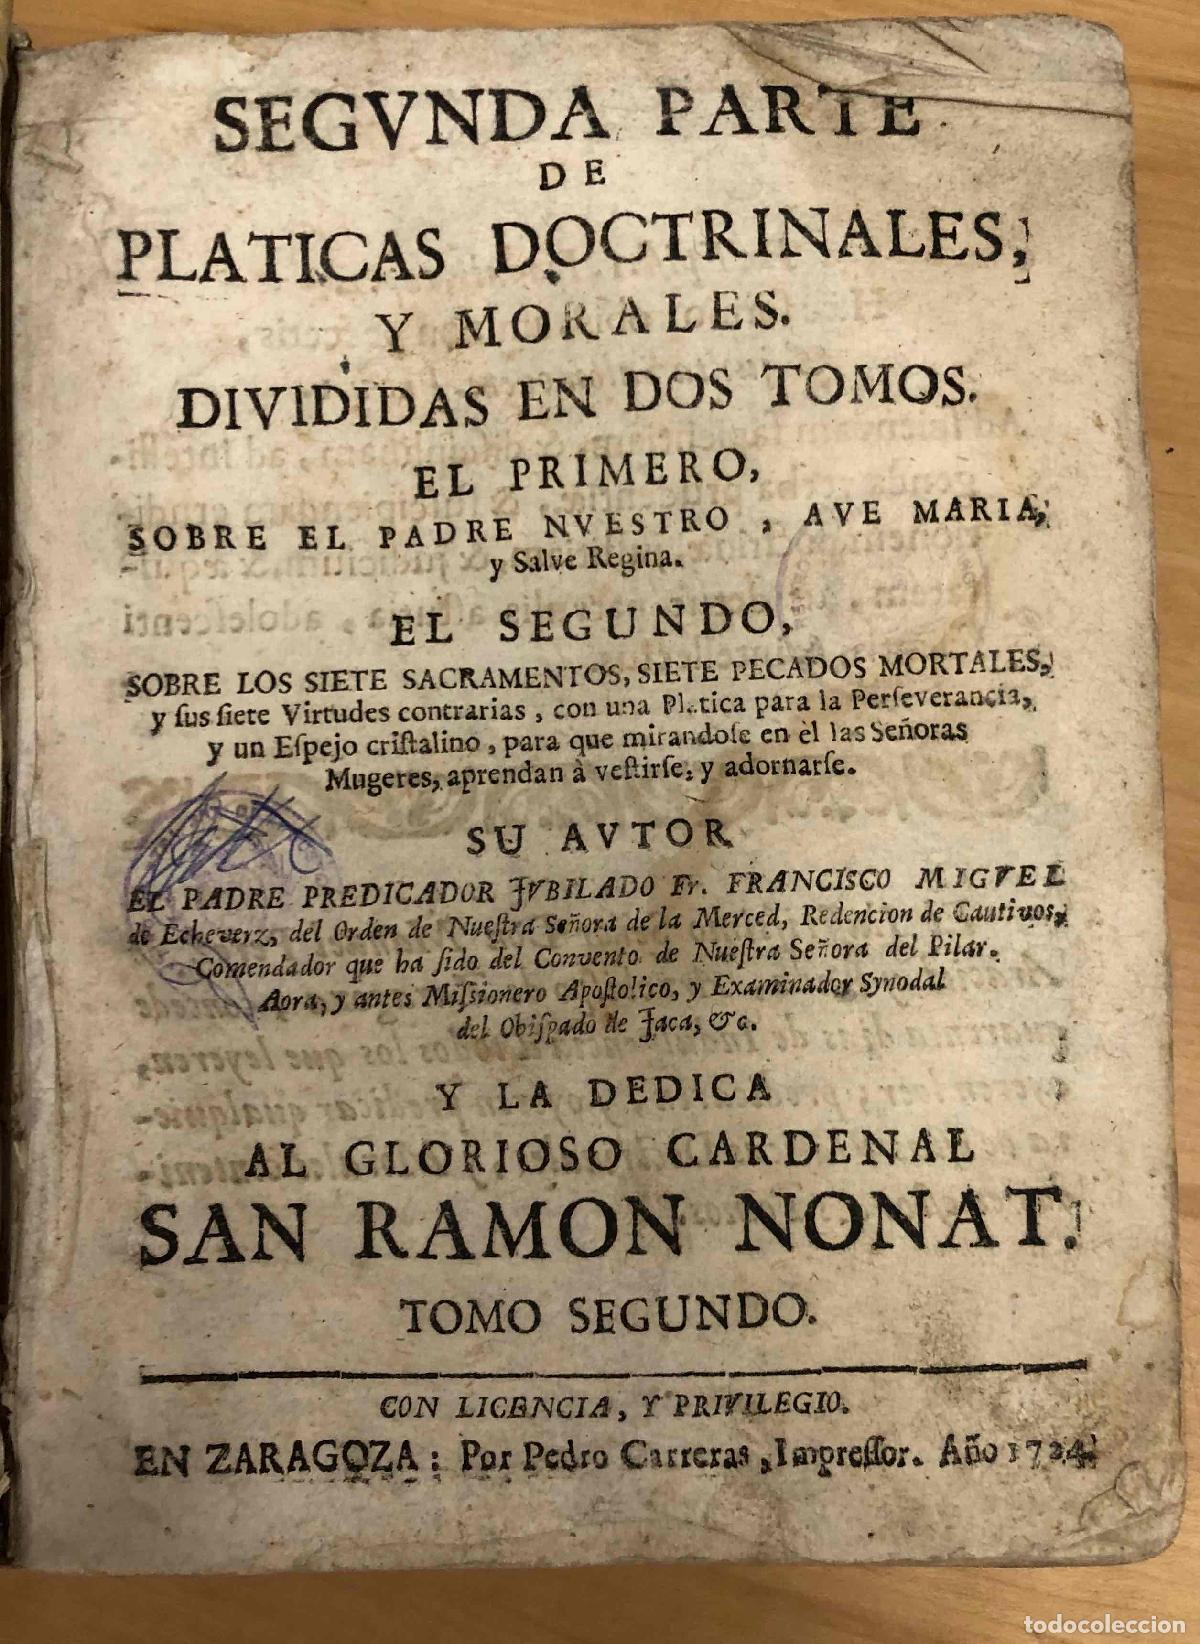 SEGVNDA PARTE
DE
PLATICAS DOCTRINALES,
Y MORALES.
DIVIDIDAS EN DOS TOMOS.
EL PRIMERO,
SOBRE EL PADRE NVESTRO, AVE MARIA,
y Salve Regina.
EL SEGUNDO,
SOBRE LOS SIETE SACRAMENTOS, SIETE PECADOS MORTALES,
y ſus ſiete Virtudes contrarias, con una Platica para la Perſeverancia,
y un Eſpejo criſtalino, para que mirandoſe en èl las Señoras
Mugeres, aprendan à veſtirſe, y adornarſe.
SU AVTOR
EL PADRE PREDICADOR JVBILADO Fr. FRANCISCO MIGVEL
de Echeverz, del Orden de Nueſtra Señora de la Merced, Redencion de Cautivos,
Comendador que ha ſido del Convento de Nueſtra Señora del Pilar.
Aora, y antes Miſsionero Apoſtolico, y Examinador Synodal
del Obiſpado de Jaca, &c.
Y LA DEDICA
AL GLORIOSO CARDENAL
SAN RAMON NONAT.
TOMO SEGUNDO.
CON LICENCIA, Y PRIVILEGIO.
EN ZARAGOZA: Por Pedro Carreras, Impreſſor. Año 1724.
todocoleccion